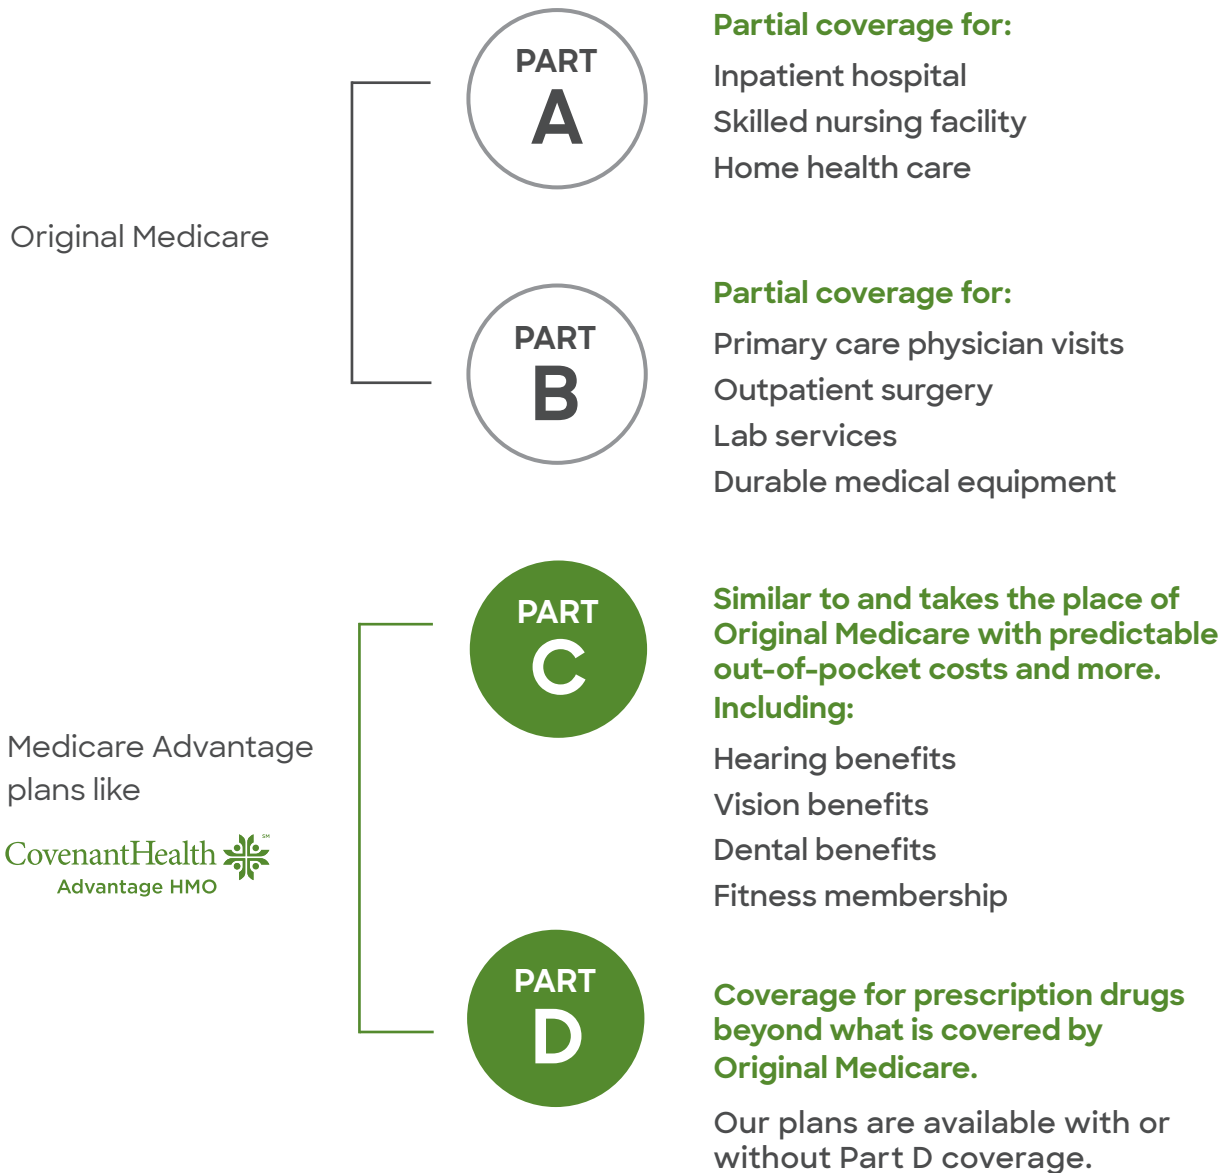 Original Medicare
PART
A
Partial coverage for:
Inpatient hospital
Skilled nursing facility
Home health care
PART
B
Partial coverage for:
Primary care physician visits
Outpatient surgery
Lab services
Durable medical equipment
Medicare Advantage
plans like
CovenantHealth SM
Advantage HMO
PART
C
Similar to and takes the place of
Original Medicare with predictable
out-of-pocket costs and more.
Including:
Hearing benefits
Vision benefits
Dental benefits
Fitness membership
PART
D
Coverage for prescription drugs
beyond what is covered by
Original Medicare.
Our plans are available with or
without Part D coverage.